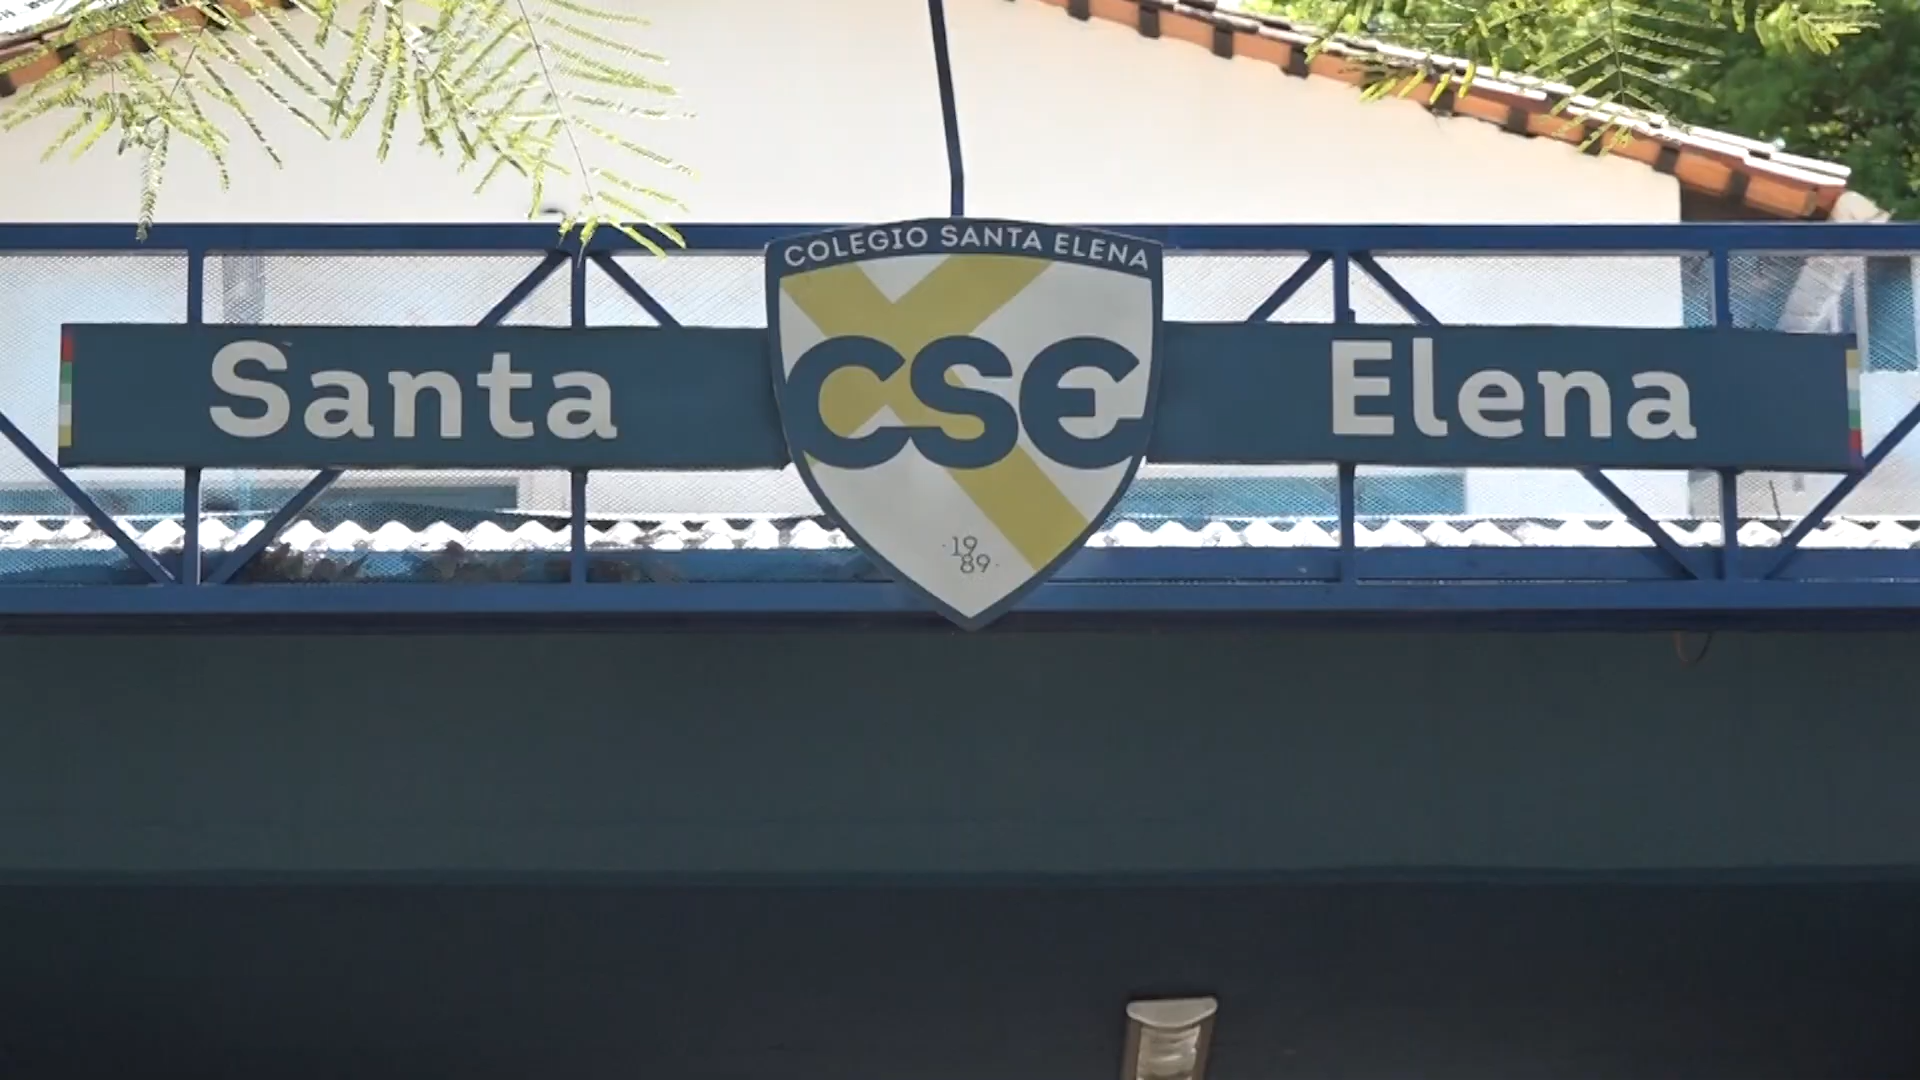 COLEGIO SANTA ELENA
Santa
CSE
Elena
·19
89·